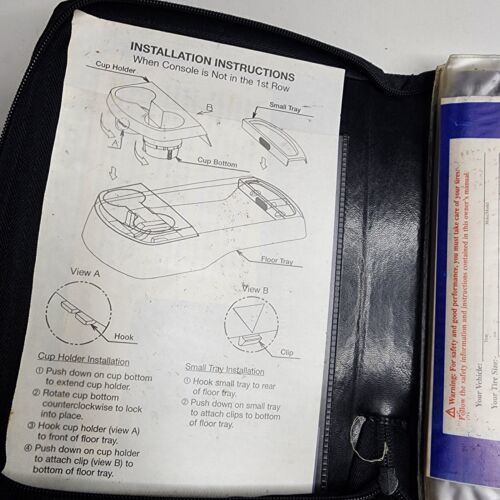 INSTALLATION INSTRUCTIONS
When Console is Not in the 1st Row
Cup Holder
B
Small Tray
A
Cup Bottom
Floor Tray
View A
View B
Hook
Clip
Cup Holder Installation
① Push down on cup bottom
to extend cup holder.
② Rotate cup bottom
counterclockwise to lock
into place.
③ Hook cup holder (view A)
to front of floor tray.
④ Push down on cup holder
to attach clip (view B) to
bottom of floor tray.
Small Tray Installation
① Hook small tray to rear
of floor tray.
② Push down on small tray
to attach clips to bottom
of floor tray.
⚠ Warning: For safety and good performance, you must take care of your tires.
Follow the safety information and instructions contained in this owner's manual.
Your Vehicle:
Your Tire Size: